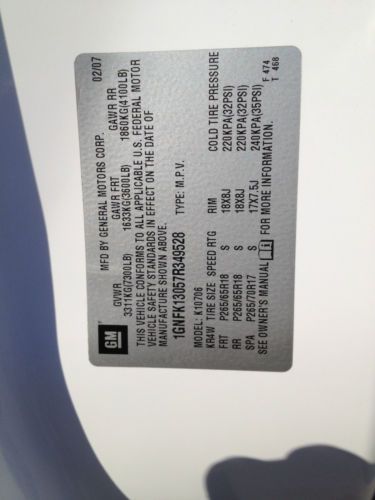 GM
MFD BY GENERAL MOTORS CORP. 02/07
GVWR GAWR FRT GAWR RR
3311KG(7300LB) 1633KG(3600LB) 1860KG(4100LB)
THIS VEHICLE CONFORMS TO ALL APPLICABLE U.S. FEDERAL MOTOR
VEHICLE SAFETY STANDARDS IN EFFECT ON THE DATE OF
MANUFACTURE SHOWN ABOVE.
1GNFK13057R349528 TYPE: M.P.V.
MODEL: K10706
KR4W TIRE SIZE SPEED RTG RIM COLD TIRE PRESSURE
FRT P265/65R18 S 18X8J 220KPA(32PSI)
RR P265/65R18 S 18X8J 220KPA(32PSI)
SPA P265/70R17 S 17X7.5J 240KPA(35PSI)
SEE OWNER'S MANUAL i FOR MORE INFORMATION.
F 474
T 468